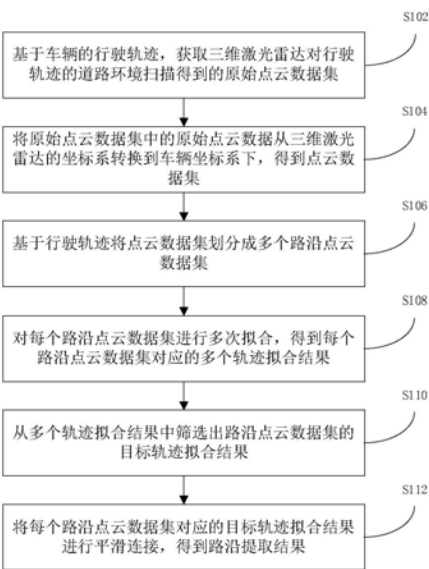 S102
基于车辆的行驶轨迹，获取三维激光雷达对行驶
轨迹的道路环境扫描得到的原始点云数据集
S104
将原始点云数据集中的原始点云数据从三维激光
雷达的坐标系转换到车辆坐标系下，得到点云数
据集
S106
基于行驶轨迹将点云数据集划分成多个路沿点云
数据集
S108
对每个路沿点云数据集进行多次拟合，得到每个
路沿点云数据集对应的多个轨迹拟合结果
S110
从多个轨迹拟合结果中筛选出路沿点云数据集的
目标轨迹拟合结果
S112
将每个路沿点云数据集对应的目标轨迹拟合结果
进行平滑连接，得到路沿提取结果